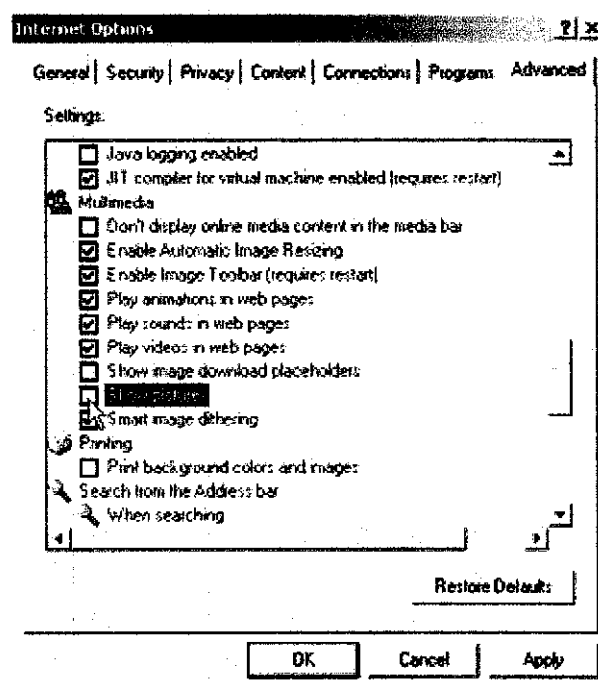 Internet Options
General Security Privacy Content Connections Programs Advanced
Settings:
Java logging enabled
JIT compiler for virtual machine enabled (requires restart)
Multimedia
Don't display online media content in the media bar
Enable Automatic Image Resizing
Enable Image Toolbar (requires restart)
Play animations in web pages
Play sounds in web pages
Play videos in web pages
Show image download placeholders
Show pictures
Smart image dithering
Printing
Print background colors and images
Search from the Address bar
When searching
Restore Defaults
OK Cancel Apply